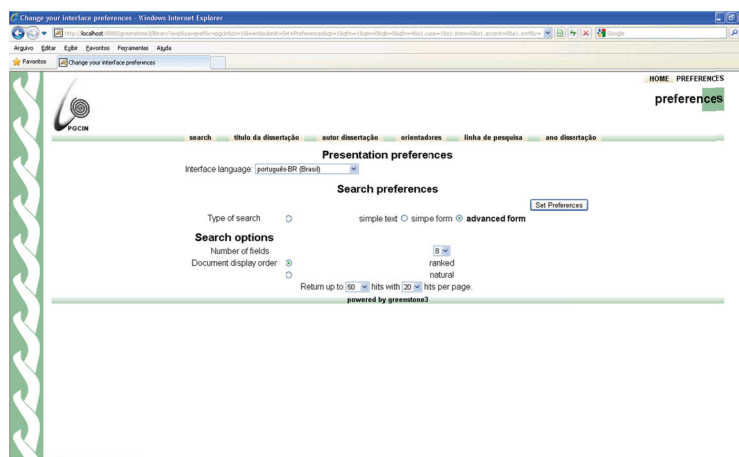 Change your interface preferences - Windows Internet Explorer
Google
Arquivo Editar Exibir Favoritos Ferramentas Ajuda
Favoritos Change your interface preferences
HOME PREFERENCES
preferences
PGCIN
search título da dissertação autor dissertação orientadores linha de pesquisa ano dissertação
Presentation preferences
Interface language: português-BR (Brasil)
Search preferences
Set Preferences
Type of search simple text simple form advanced form
Search options
Number of fields 8
Document display order ranked
natural
Return up to 50 hits with 20 hits per page.
powered by greenstone3